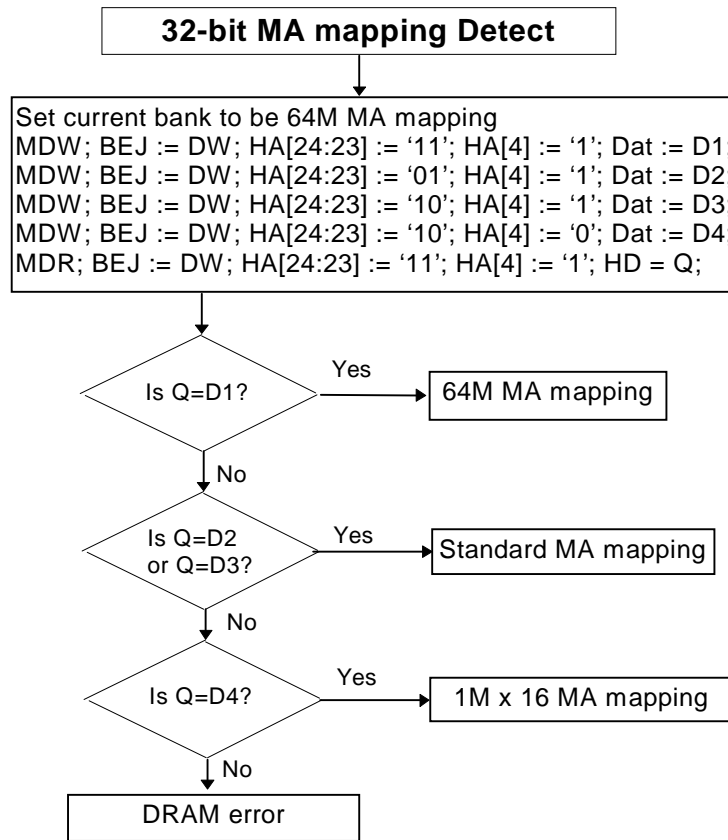 32-bit MA mapping Detect
Set current bank to be 64M MA mapping
MDW; BEJ := DW; HA[24:23] := ‘11’; HA[4] := ‘1’; Dat := D1;
MDW; BEJ := DW; HA[24:23] := ‘01’; HA[4] := ‘1’; Dat := D2;
MDW; BEJ := DW; HA[24:23] := ‘10’; HA[4] := ‘1’; Dat := D3;
MDW; BEJ := DW; HA[24:23] := ‘10’; HA[4] := ‘0’; Dat := D4;
MDR; BEJ := DW; HA[24:23] := ‘11’; HA[4] := ‘1’; HD = Q;
Is Q=D1?
Yes
64M MA mapping
No
Is Q=D2
or Q=D3?
Yes
Standard MA mapping
No
Is Q=D4?
Yes
1M x 16 MA mapping
No
DRAM error